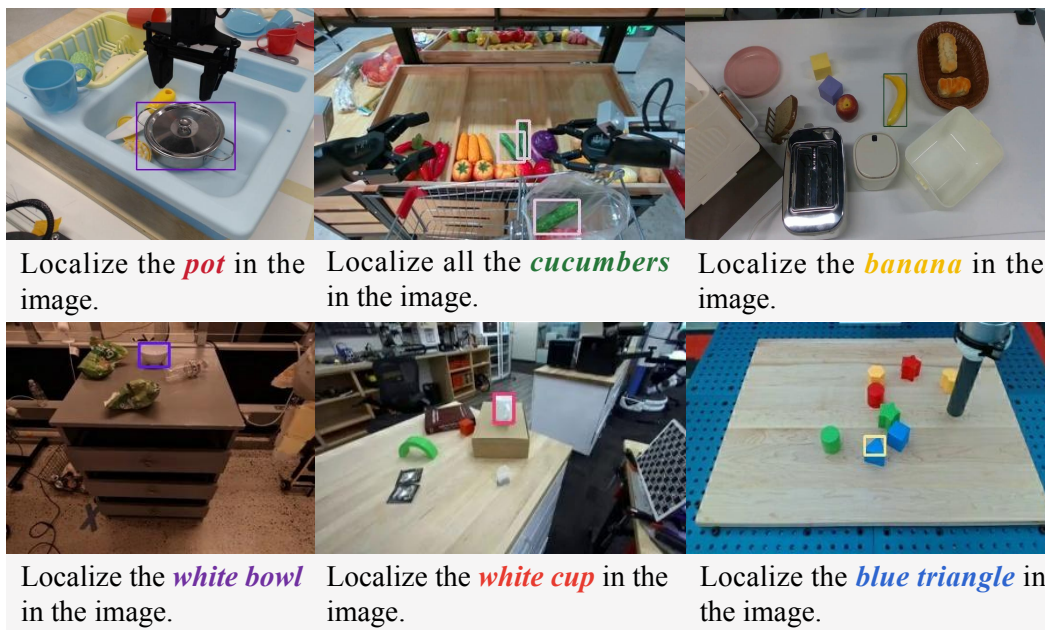 Localize the pot in the
image.
Localize all the cucumbers
in the image.
Localize the banana in the
image.
Localize the white bowl
in the image.
Localize the white cup in the
image.
Localize the blue triangle in
the image.